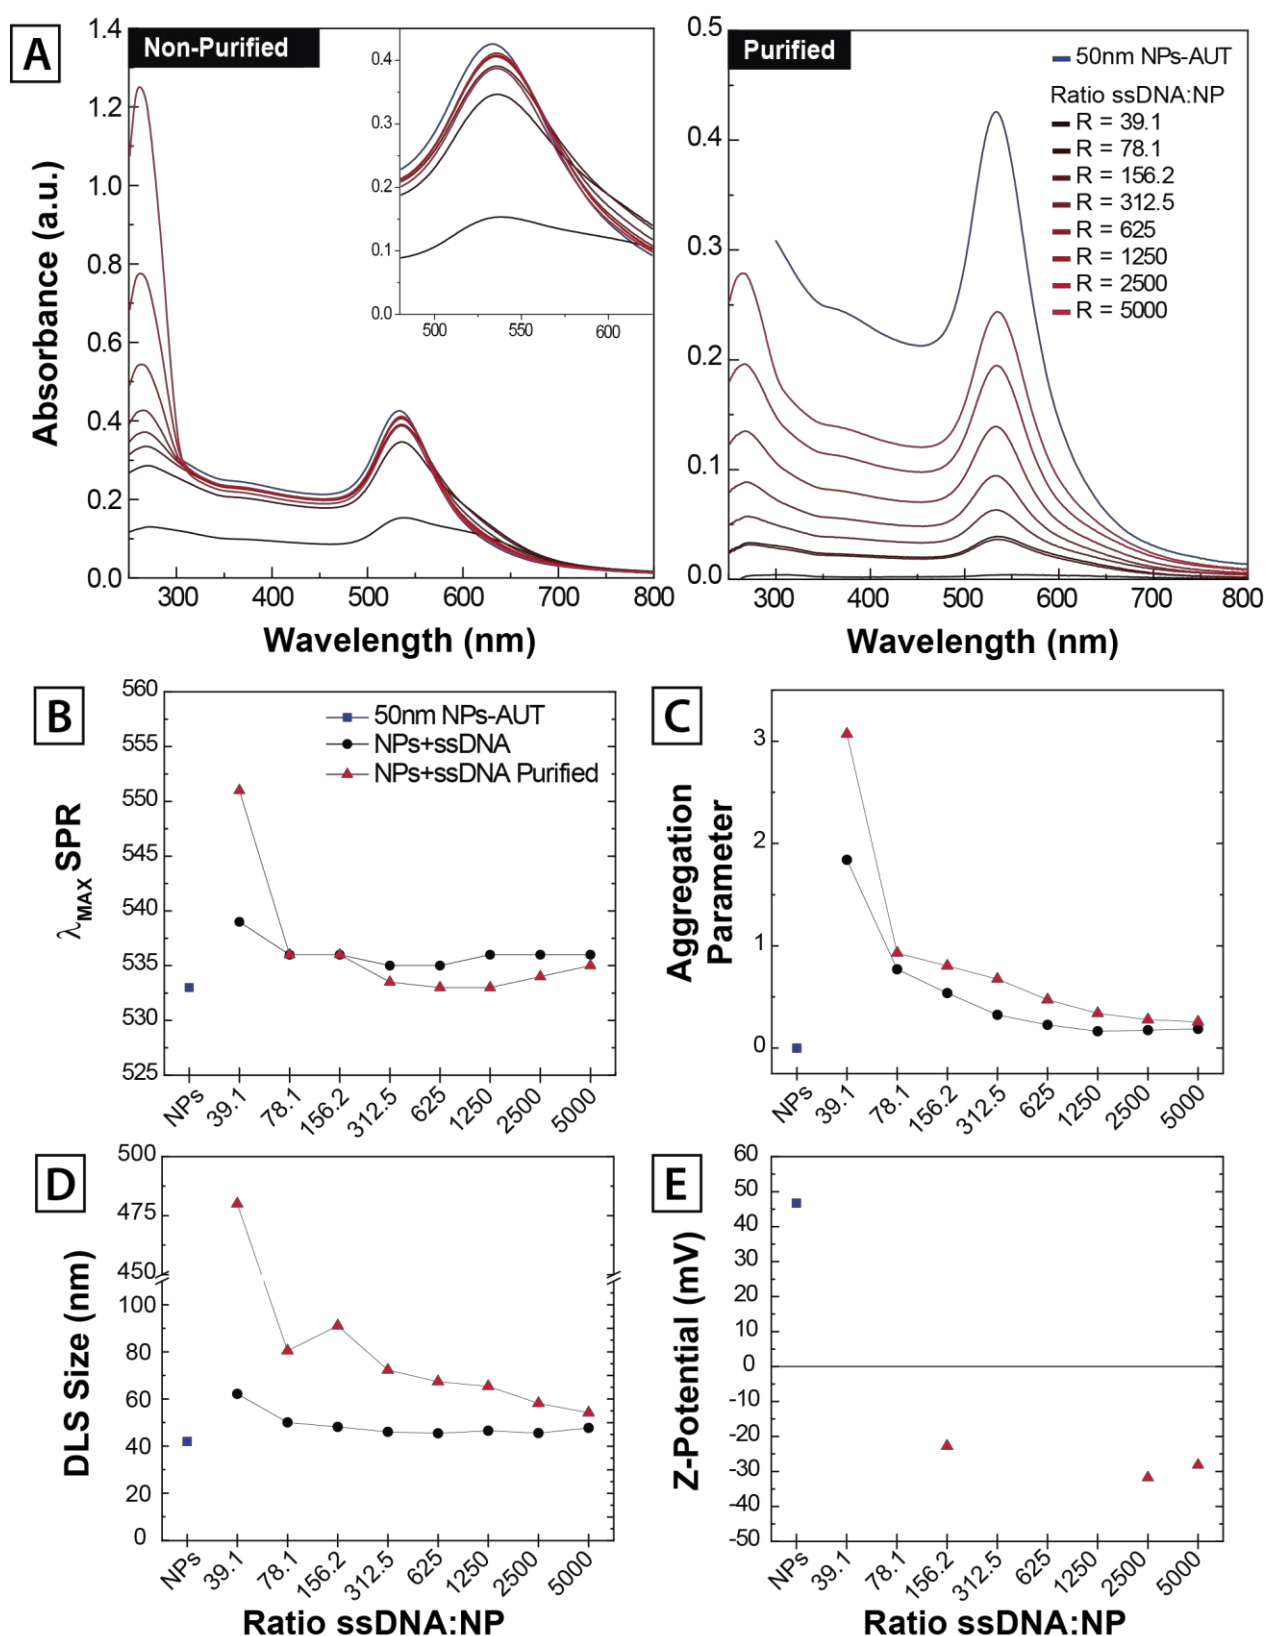 A
Non-Purified
Absorbance (a.u.)
1.4
1.2
1.0
0.8
0.6
0.4
0.2
0.0
300 400 500 600 700 800
Wavelength (nm)
0.4
0.3
0.2
0.1
0.0
500 550 600
Purified
0.5
0.4
0.3
0.2
0.1
0.0
300 400 500 600 700 800
Wavelength (nm)
50nm NPs-AUT
Ratio ssDNA:NP
R = 39.1
R = 78.1
R = 156.2
R = 312.5
R = 625
R = 1250
R = 2500
R = 5000
B
λMAX SPR
560
555
550
545
540
535
530
525
50nm NPs-AUT
NPs+ssDNA
NPs+ssDNA Purified
NPs 39.1 78.1 156.2 312.5 625 1250 2500 5000
C
Aggregation
Parameter
3
2
1
0
NPs 39.1 78.1 156.2 312.5 625 1250 2500 5000
D
DLS Size (nm)
500
475
450
100
80
60
40
20
0
NPs 39.1 78.1 156.2 312.5 625 1250 2500 5000
Ratio ssDNA:NP
E
Z-Potential (mV)
60
50
40
30
20
10
0
-10
-20
-30
-40
-50
NPs 39.1 78.1 156.2 312.5 625 1250 2500 5000
Ratio ssDNA:NP